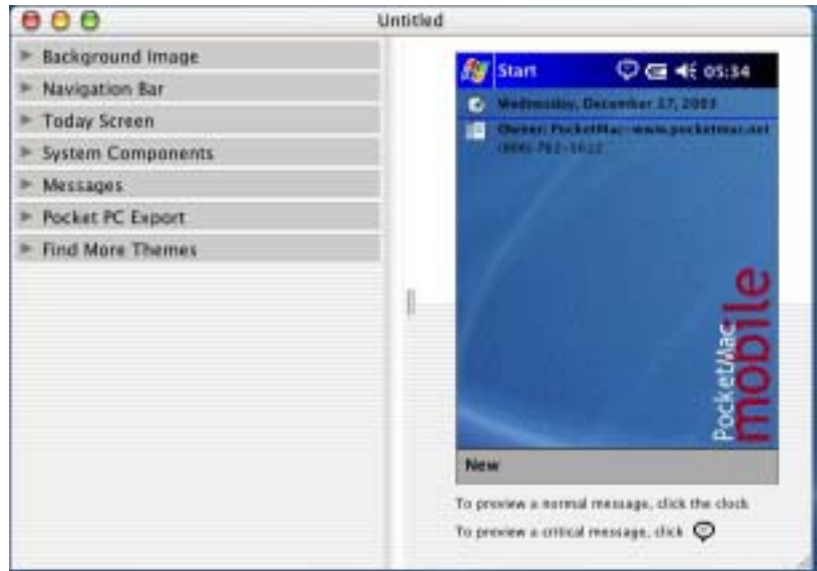 Untitled
Background Image
Navigation Bar
Today Screen
System Components
Messages
Pocket PC Export
Find More Themes
Start 05:34
Wednesday, December 17, 2003
Owner: PocketMac-www.pocketmac.net
PocketMac
mobile
New
To preview a normal message, click the clock
To preview a critical message, click